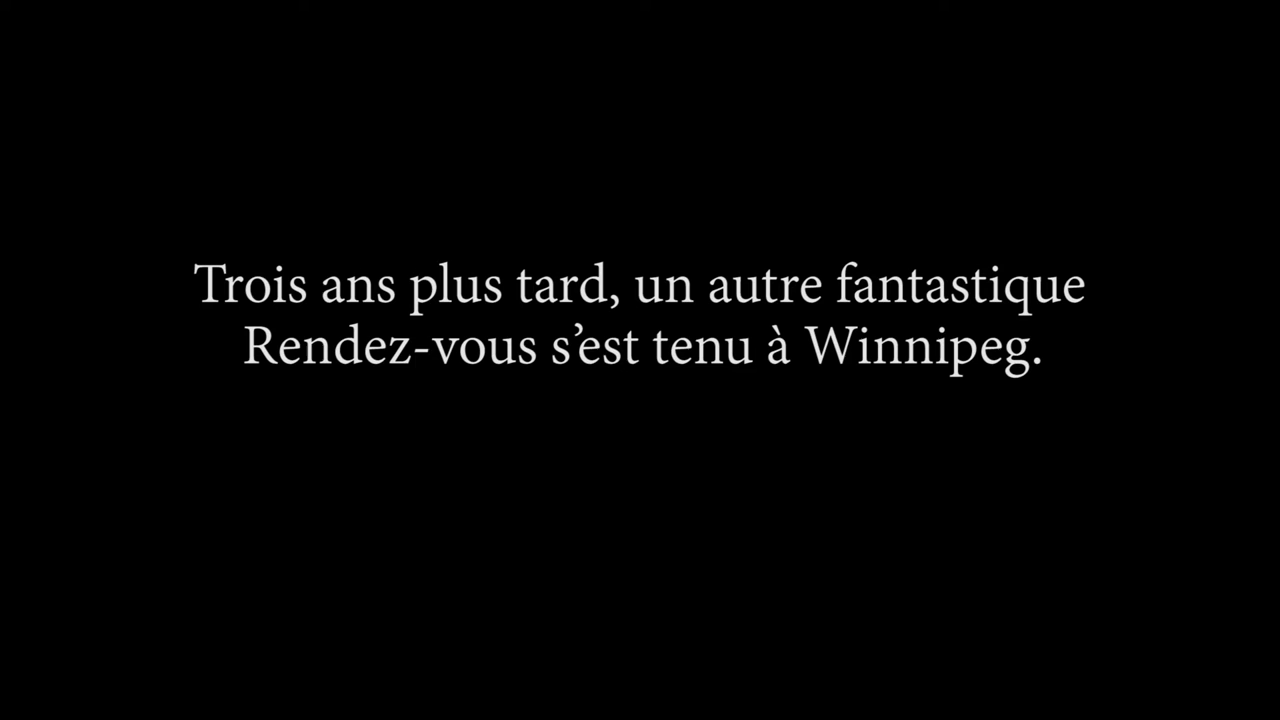 Trois ans plus tard, un autre fantastique
Rendez-vous s’est tenu à Winnipeg.